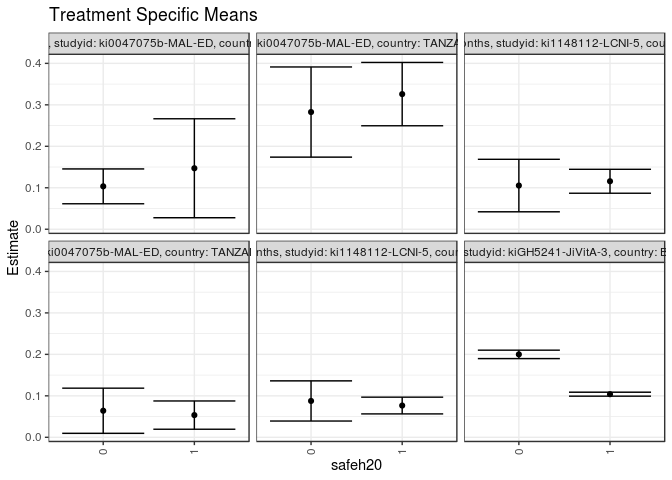 Treatment Specific Means
, studyid: ki0047075b-MAL-ED, count
ki0047075b-MAL-ED, country: TANZA
nths, studyid: ki1148112-LCNI-5, cou
0.4
0.3
0.2
0.1
0.0
ki0047075b-MAL-ED, country: TANZA
nths, studyid: ki1148112-LCNI-5, coun
studyid: kiGH5241-JiVitA-3, country: B
0.4
0.3
0.2
0.1
0.0
Estimate
0 1 0 1 0 1
safeh20